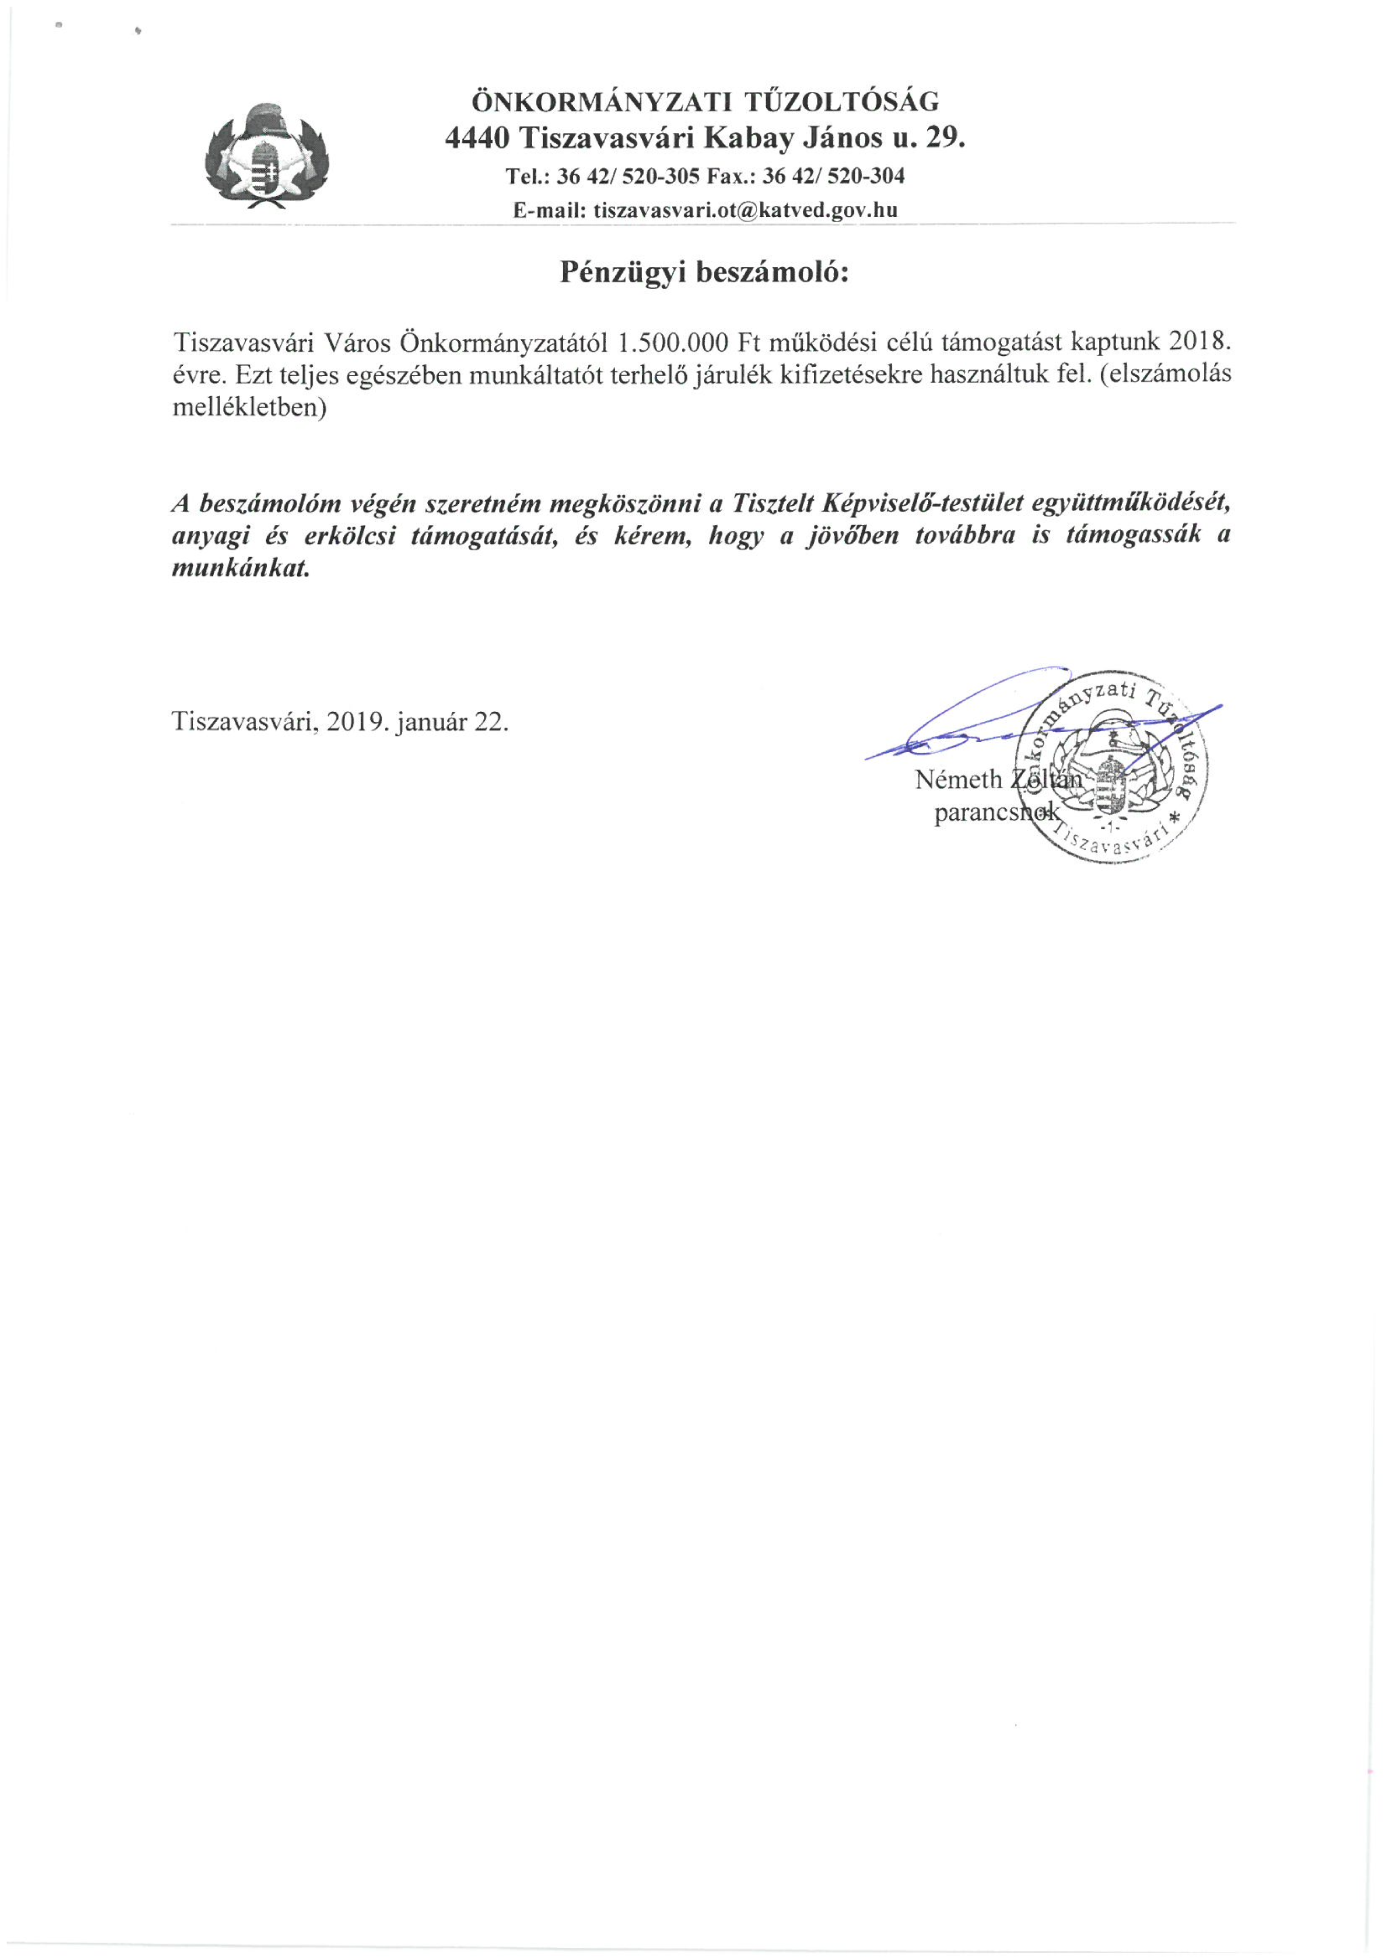 ÖNKORMÁNYZATI TŰZOLTÓSÁG
4440 Tiszavasvári Kabay János u. 29.
Tel.: 36 42/ 520-305 Fax.: 36 42/ 520-304
E-mail: tiszavasvari.ot@katved.gov.hu
Pénzügyi beszámoló:
Tiszavasvári Város Önkormányzatától 1.500.000 Ft működési célú támogatást kaptunk 2018.
évre. Ezt teljes egészében munkáltatót terhelő járulék kifizetésekre használtuk fel. (elszámolás
mellékletben)
A beszámolóm végén szeretném megköszönni a Tisztelt Képviselő-testület együttműködését,
anyagi és erkölcsi támogatását, és kérem, hogy a jövőben továbbra is támogassák a
munkánkat.
Tiszavasvári, 2019. január 22.
Németh Zoltán
parancsnok
Önkormányzati Tűzoltóság
* Tiszavasvári *
-1-